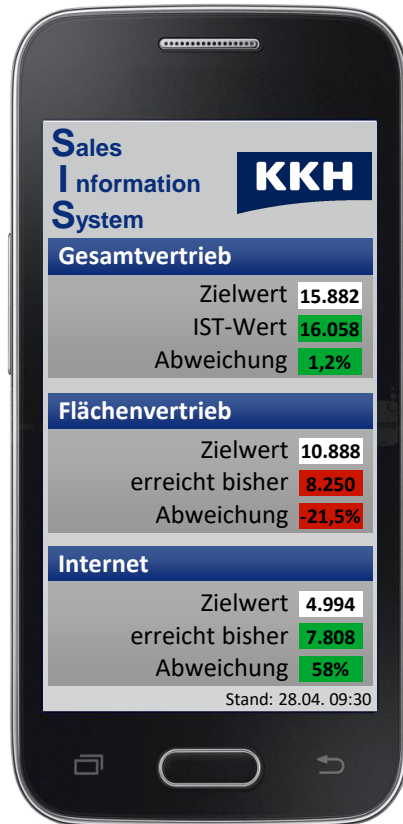 Sales
Information
System
KKH
Gesamtvertrieb
Zielwert 15.882
IST-Wert 16.058
Abweichung 1,2%
Flächenvertrieb
Zielwert 10.888
erreicht bisher 8.250
Abweichung -21,5%
Internet
Zielwert 4.994
erreicht bisher 7.808
Abweichung 58%
Stand: 28.04. 09:30